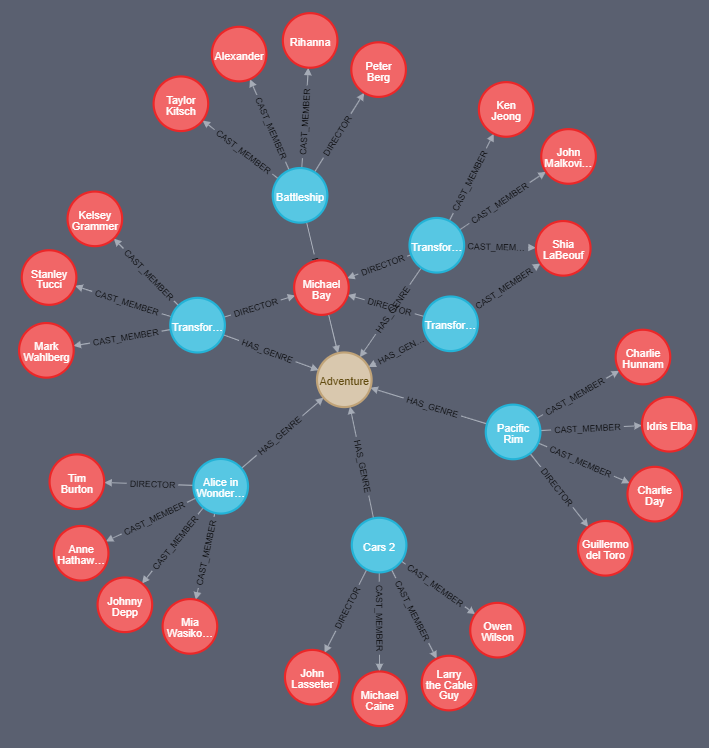 Rihanna
Alexander
Peter
Berg
Taylor
Kitsch
CAST_MEMBER
CAST_MEMBER
CAST_MEMBER
DIRECTOR
Battleship
Ken
Jeong
John
Malkovi...
CAST_MEMBER
CAST_MEMBER
Transfor...
CAST_MEM...
Shia
LaBeouf
Kelsey
Grammer
Stanley
Tucci
Mark
Wahlberg
CAST_MEMBER
CAST_MEMBER
CAST_MEMBER
Transfor...
DIRECTOR
Michael
Bay
DIRECTOR
DIRECTOR
HAS_GENRE
Transfor...
CAST_MEMBER
HAS_GENRE
HAS_GEN...
Adventure
Charlie
Hunnam
Idris Elba
Charlie
Day
Guillermo
del Toro
CAST_MEMBER
CAST_MEMBER
CAST_MEMBER
DIRECTOR
Pacific
Rim
HAS_GENRE
HAS_GENRE
HAS_GENRE
Tim
Burton
DIRECTOR
Alice in
Wonder...
Anne
Hathaw...
CAST_MEMBER
CAST_MEMBER
CAST_MEMBER
Johnny
Depp
Mia
Wasiko...
Cars 2
DIRECTOR
CAST_MEMBER
CAST_MEMBER
CAST_MEMBER
Owen
Wilson
John
Lasseter
Michael
Caine
Larry
the Cable
Guy